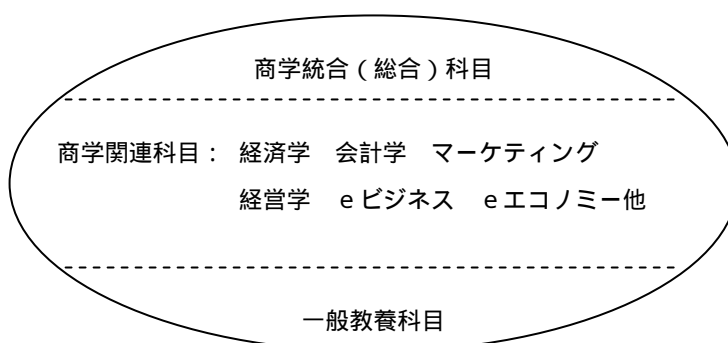 商学統合（総合）科目
商学関連科目： 経済学 会計学 マーケティング
経営学 ｅビジネス ｅエコノミー他
一般教養科目